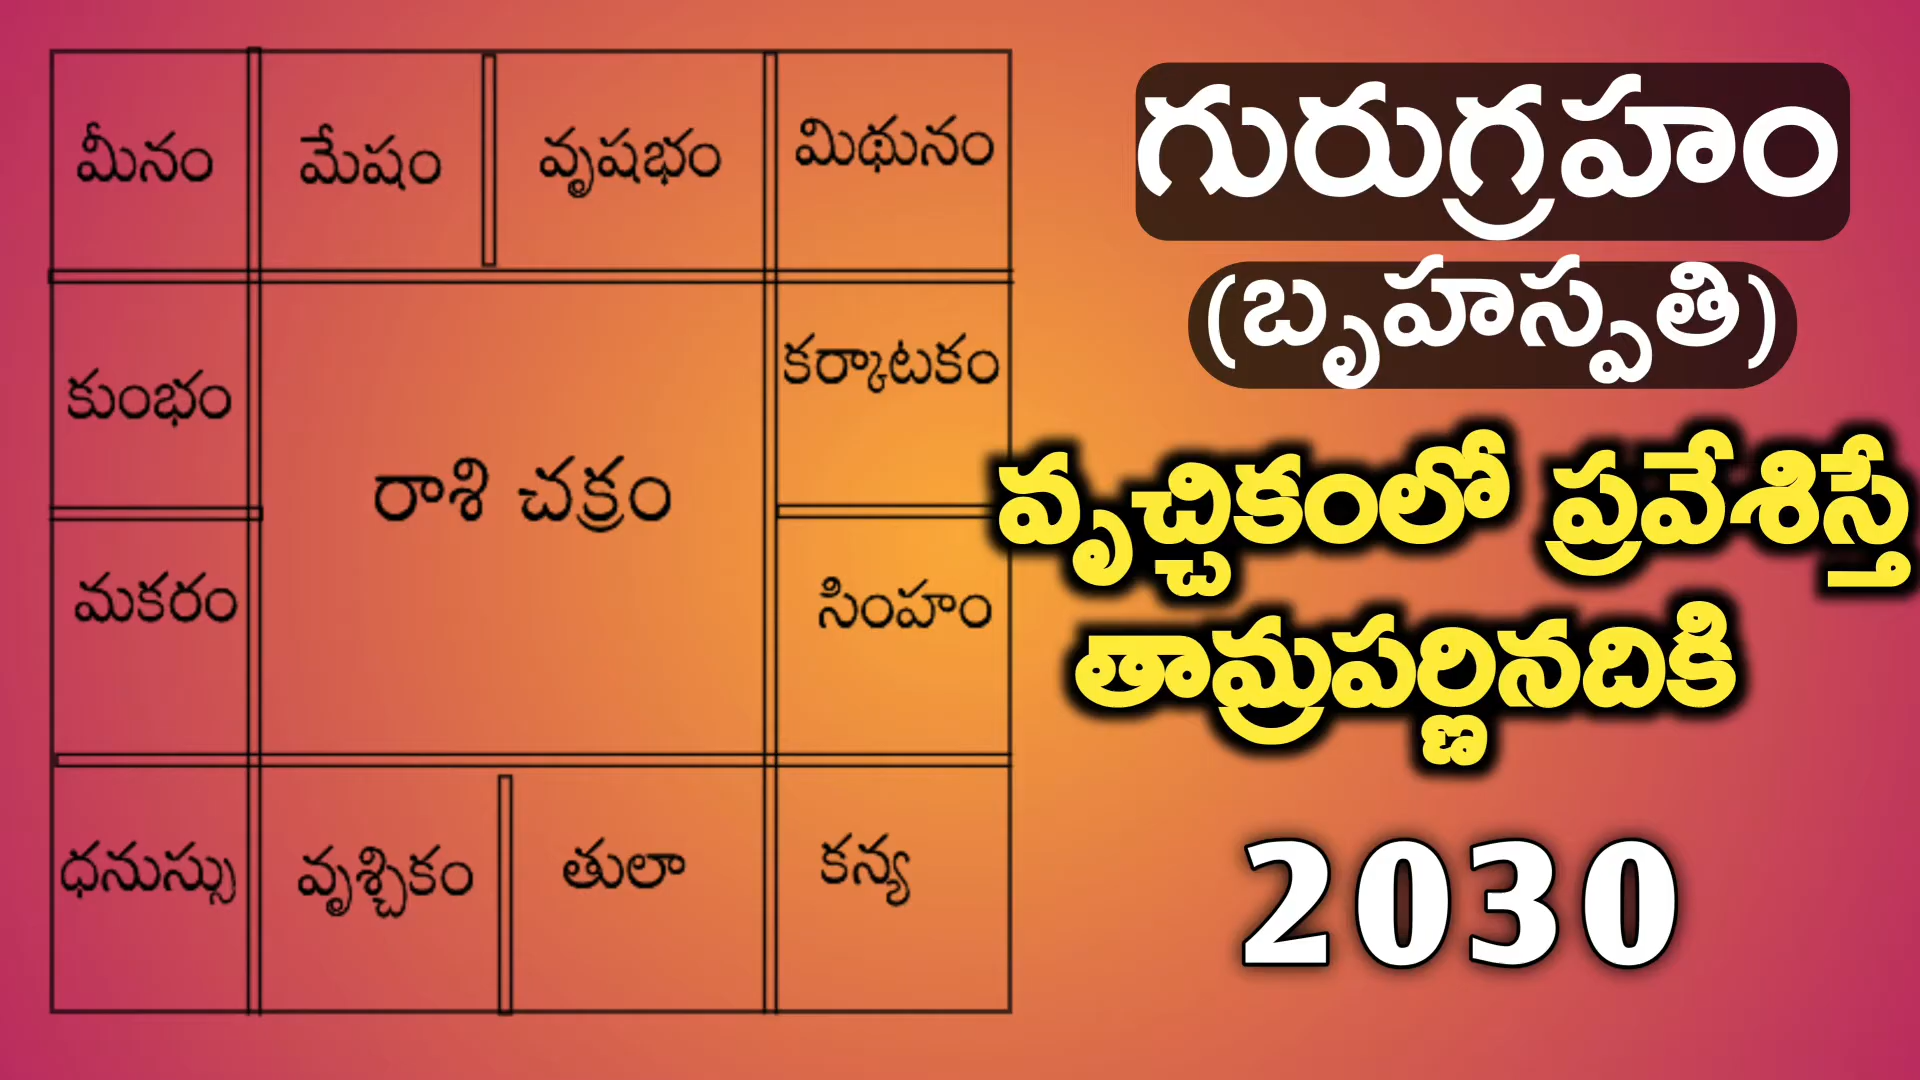 మీనం మేషం వృషభం మిథునం
కుంభం కర్కాటకం
రాశి చక్రం
మకరం సింహం
ధనుస్సు వృశ్చికం తులా కన్య
గురుగ్రహం
(బృహస్పతి)
వృచ్చికంలో ప్రవేశిస్తే
తామ్రపర్ణినదికి
2030